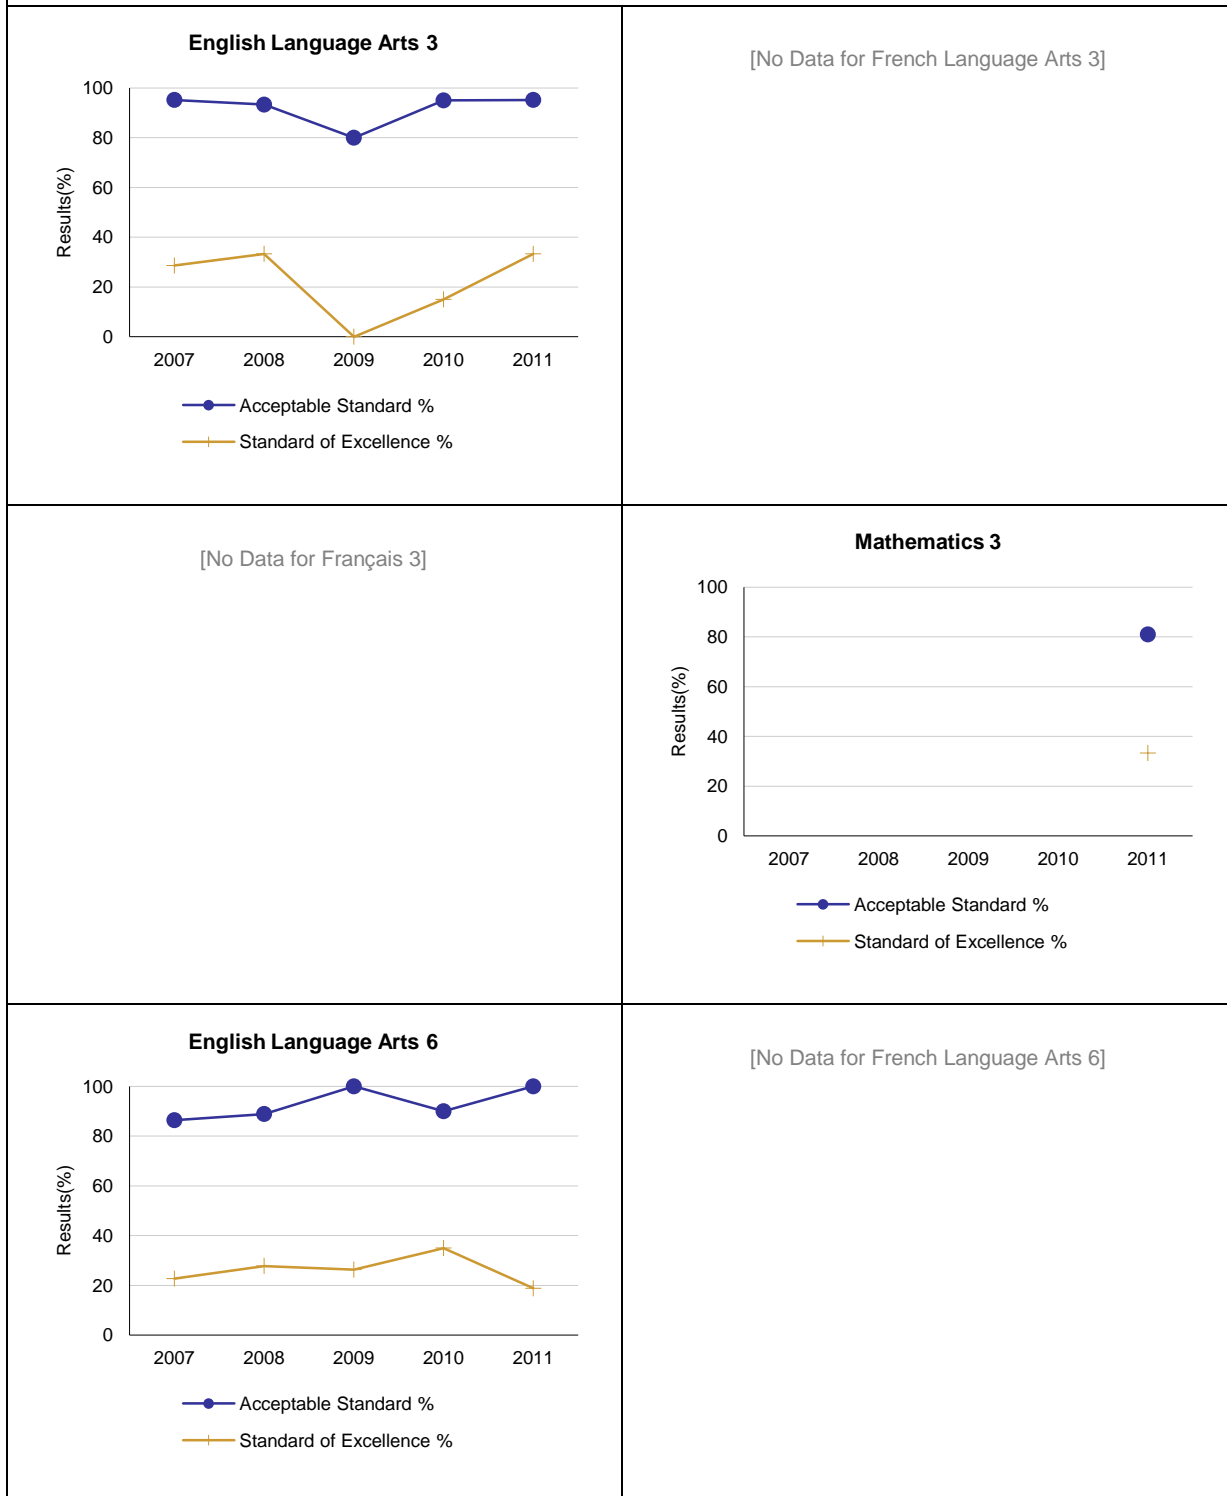 English Language Arts 3
100
80
60
40
20
0
Results(%)
2007 2008 2009 2010 2011
Acceptable Standard %
Standard of Excellence %
[No Data for French Language Arts 3]
[No Data for Français 3]
Mathematics 3
100
80
60
40
20
0
Results(%)
2007 2008 2009 2010 2011
Acceptable Standard %
Standard of Excellence %
English Language Arts 6
100
80
60
40
20
0
Results(%)
2007 2008 2009 2010 2011
Acceptable Standard %
Standard of Excellence %
[No Data for French Language Arts 6]